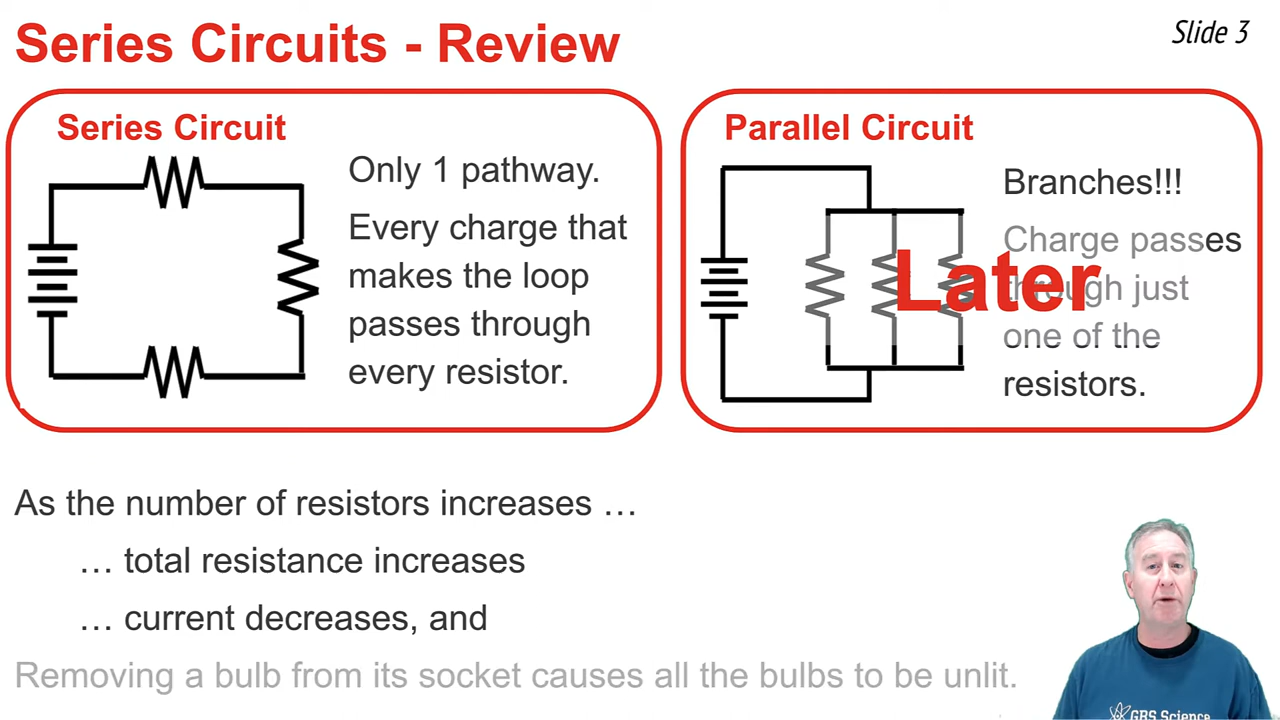 Series Circuits - Review
Slide 3
Series Circuit
Only 1 pathway.
Every charge that
makes the loop
passes through
every resistor.
Parallel Circuit
Branches!!!
Charge passes
through just
one of the
resistors.
Later
As the number of resistors increases …
… total resistance increases
… current decreases, and
Removing a bulb from its socket causes all the bulbs to be unlit.
GBS Science